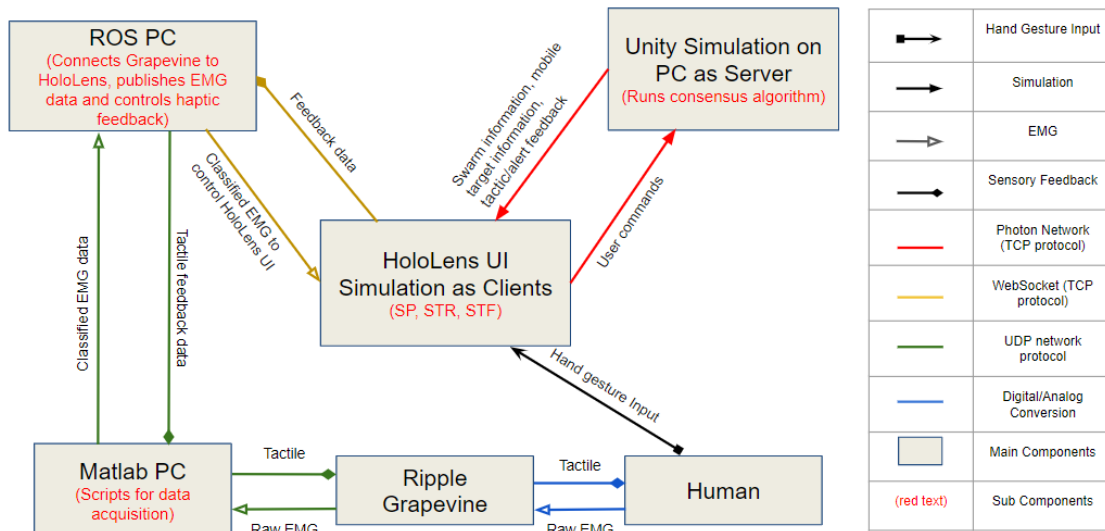 ROS PC
(Connects Grapevine to
HoloLens, publishes EMG
data and controls haptic
feedback)
Unity Simulation on
PC as Server
(Runs consensus algorithm)
Feedback data
Classified EMG to
control HoloLens UI
Swarm information, mobile
target information,
tactic/alert feedback
User commands
HoloLens UI
Simulation as Clients
(SP, STR, STF)
Classified EMG data
Tactile feedback data
Hand gesture Input
Matlab PC
(Scripts for data
acquisition)
Tactile
Raw EMG
Ripple
Grapevine
Tactile
Raw EMG
Human
Hand Gesture Input
Simulation
EMG
Sensory Feedback
Photon Network
(TCP protocol)
WebSocket (TCP
protocol)
UDP network
protocol
Digital/Analog
Conversion
Main Components
(red text)
Sub Components